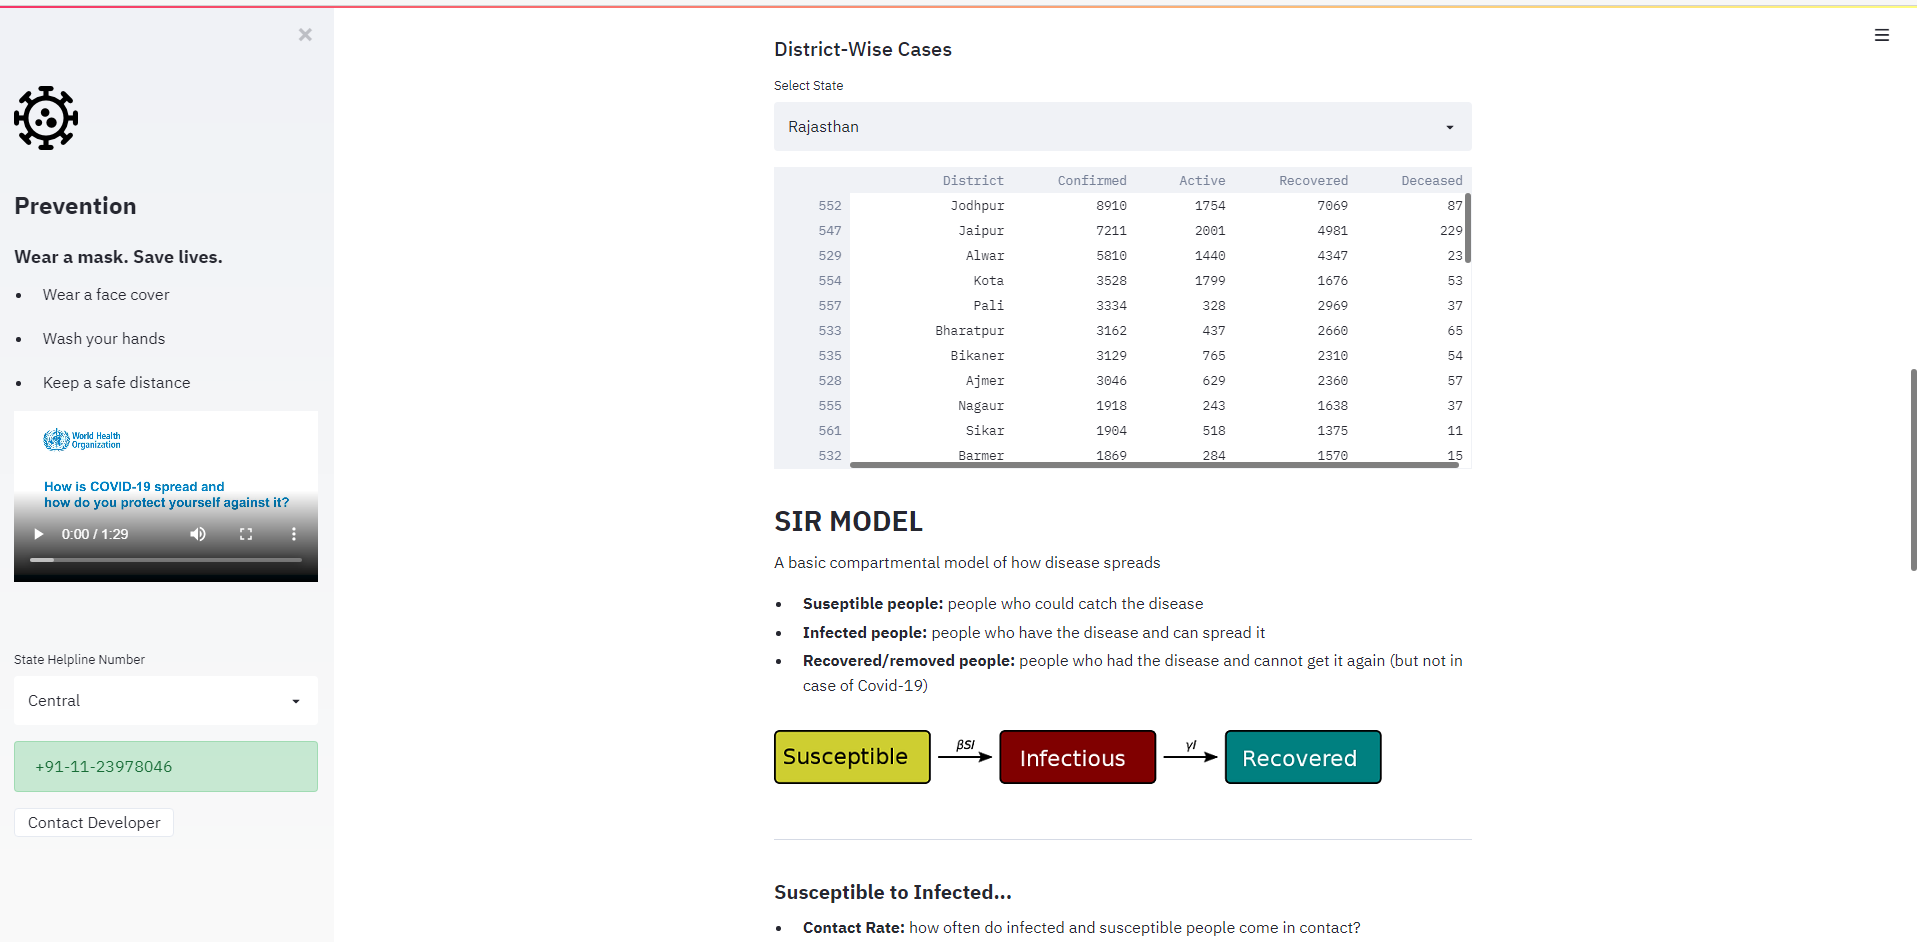 Prevention
Wear a mask. Save lives.
Wear a face cover
Wash your hands
Keep a safe distance
World Health
Organization
How is COVID-19 spread and
how do you protect yourself against it?
0:00 / 1:29
State Helpline Number
Central
+91-11-23978046
Contact Developer
District-Wise Cases
Select State
Rajasthan
District Confirmed Active Recovered Deceased
552 Jodhpur 8910 1754 7069 87
547 Jaipur 7211 2001 4981 229
529 Alwar 5810 1440 4347 23
554 Kota 3528 1799 1676 53
557 Pali 3334 328 2969 37
533 Bharatpur 3162 437 2660 65
535 Bikaner 3129 765 2310 54
528 Ajmer 3046 629 2360 57
555 Nagaur 1918 243 1638 37
561 Sikar 1904 518 1375 11
532 Barmer 1869 284 1570 15
SIR MODEL
A basic compartmental model of how disease spreads
Suseptible people: people who could catch the disease
Infected people: people who have the disease and can spread it
Recovered/removed people: people who had the disease and cannot get it again (but not in
case of Covid-19)
Susceptible βSI Infectious γI Recovered
Susceptible to Infected...
Contact Rate: how often do infected and susceptible people come in contact?